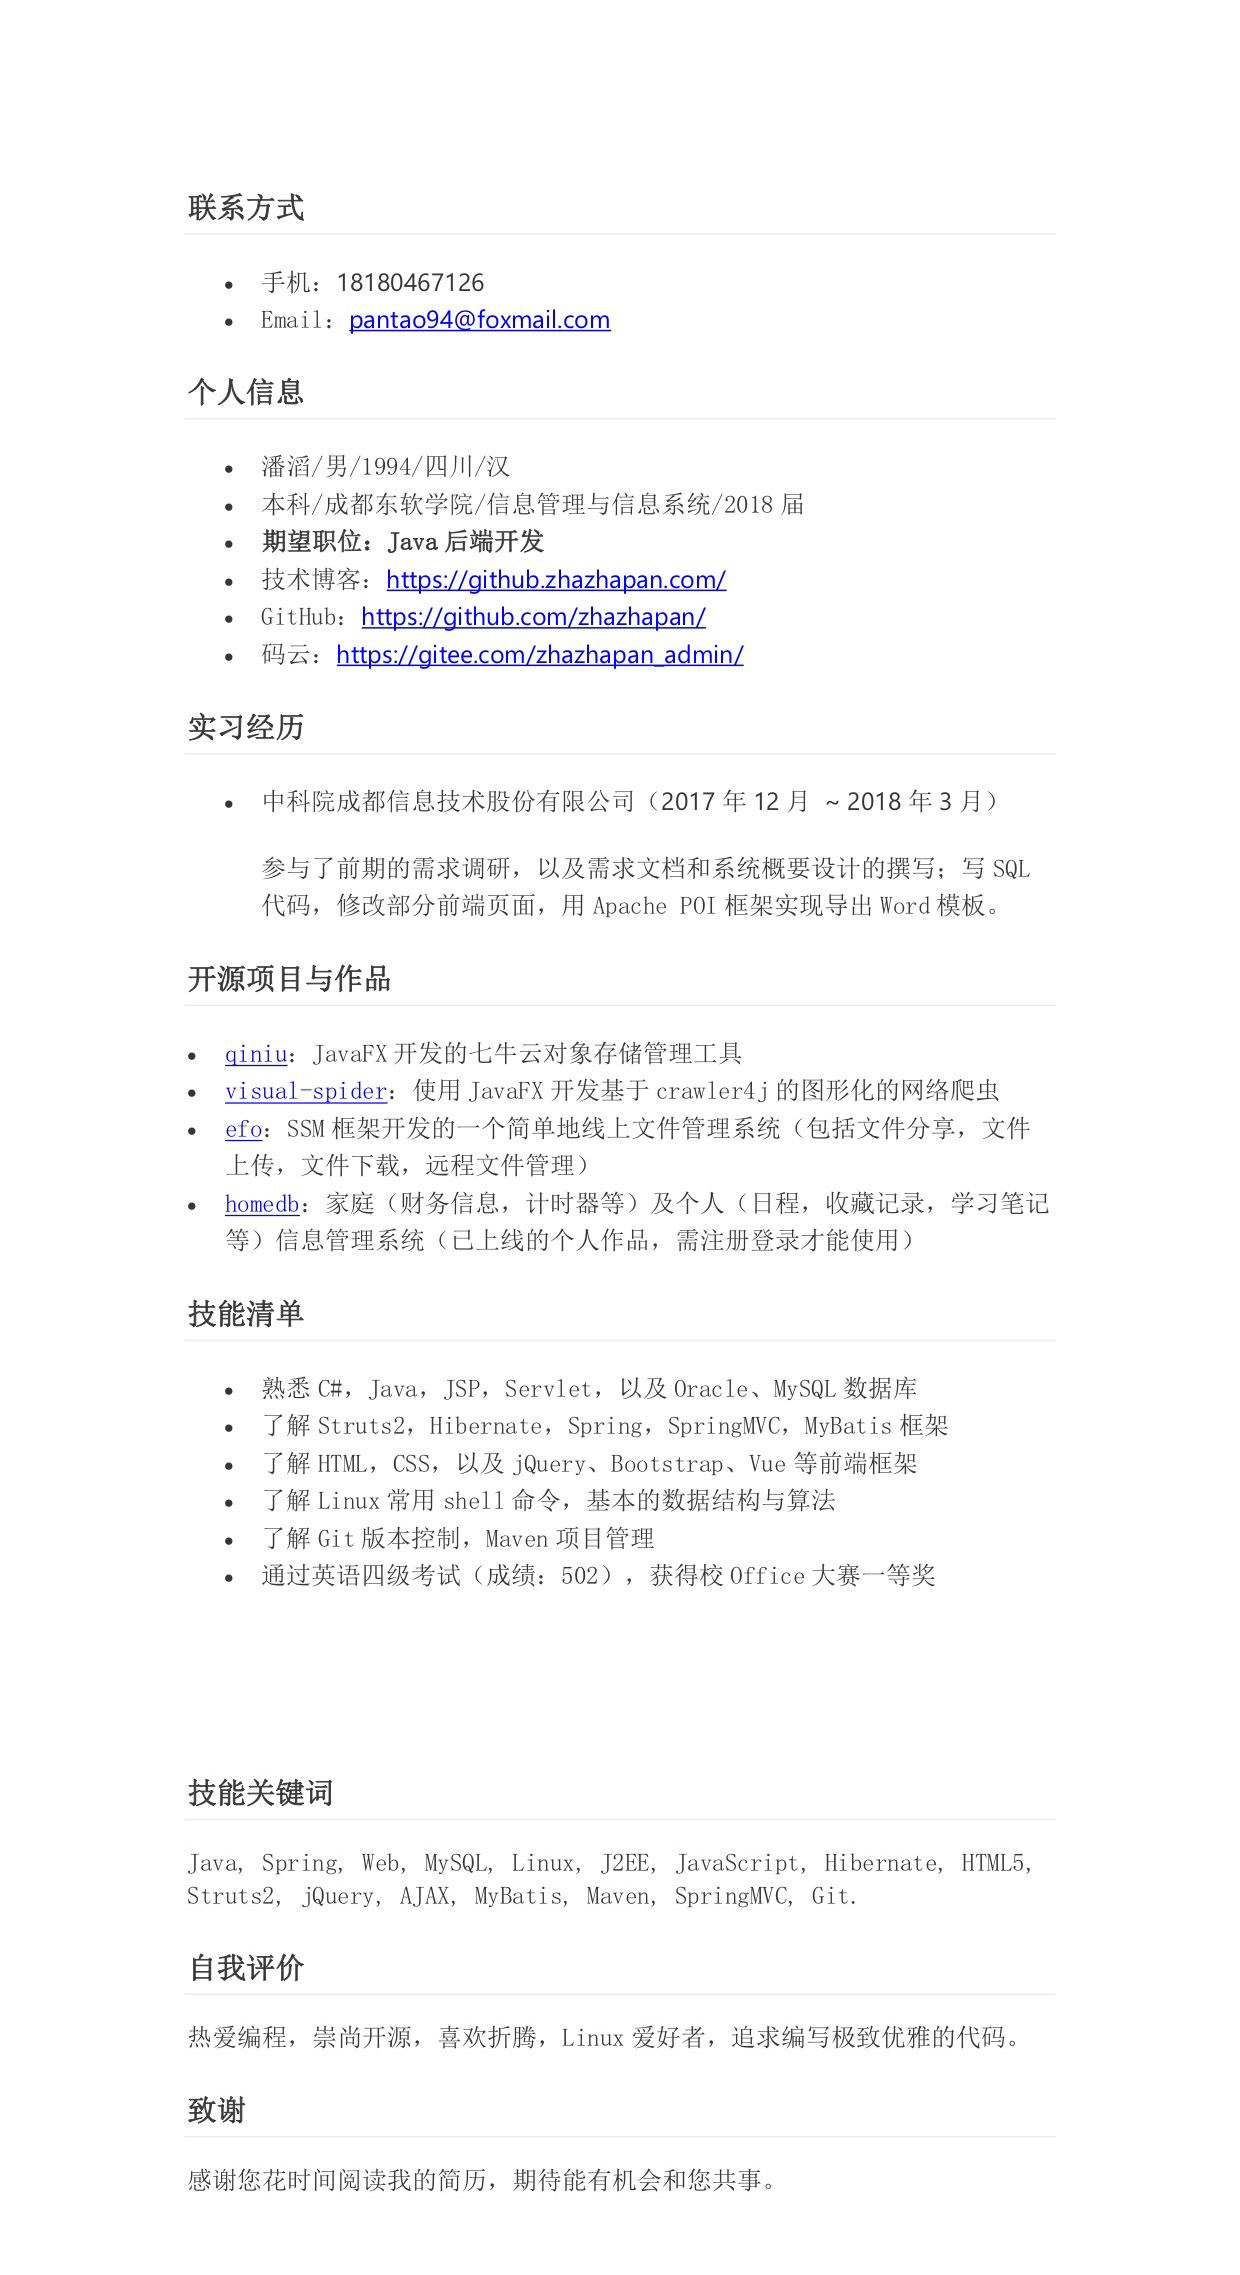 联系方式
手机：18180467126
Email：pantao94@foxmail.com
个人信息
潘滔/男/1994/四川/汉
本科/成都东软学院/信息管理与信息系统/2018 届
期望职位：Java 后端开发
技术博客：https://github.zhazhapan.com/
GitHub：https://github.com/zhazhapan/
码云：https://gitee.com/zhazhapan_admin/
实习经历
中科院成都信息技术股份有限公司（2017 年 12 月 ~ 2018 年 3 月）
参与了前期的需求调研，以及需求文档和系统概要设计的撰写；写 SQL
代码，修改部分前端页面，用 Apache POI 框架实现导出 Word 模板。
开源项目与作品
qiniu：JavaFX 开发的七牛云对象存储管理工具
visual-spider：使用 JavaFX 开发基于 crawler4j 的图形化的网络爬虫
efo：SSM 框架开发的一个简单地线上文件管理系统（包括文件分享，文件
上传，文件下载，远程文件管理）
homedb：家庭（财务信息，计时器等）及个人（日程，收藏记录，学习笔记
等）信息管理系统（已上线的个人作品，需注册登录才能使用）
技能清单
熟悉 C#，Java，JSP，Servlet，以及 Oracle、MySQL 数据库
了解 Struts2，Hibernate，Spring，SpringMVC，MyBatis 框架
了解 HTML，CSS，以及 jQuery、Bootstrap、Vue 等前端框架
了解 Linux 常用 shell 命令，基本的数据结构与算法
了解 Git 版本控制，Maven 项目管理
通过英语四级考试（成绩：502），获得校 Office 大赛一等奖
技能关键词
Java, Spring, Web, MySQL, Linux, J2EE, JavaScript, Hibernate, HTML5,
Struts2, jQuery, AJAX, MyBatis, Maven, SpringMVC, Git.
自我评价
热爱编程，崇尚开源，喜欢折腾，Linux 爱好者，追求编写极致优雅的代码。
致谢
感谢您花时间阅读我的简历，期待能有机会和您共事。